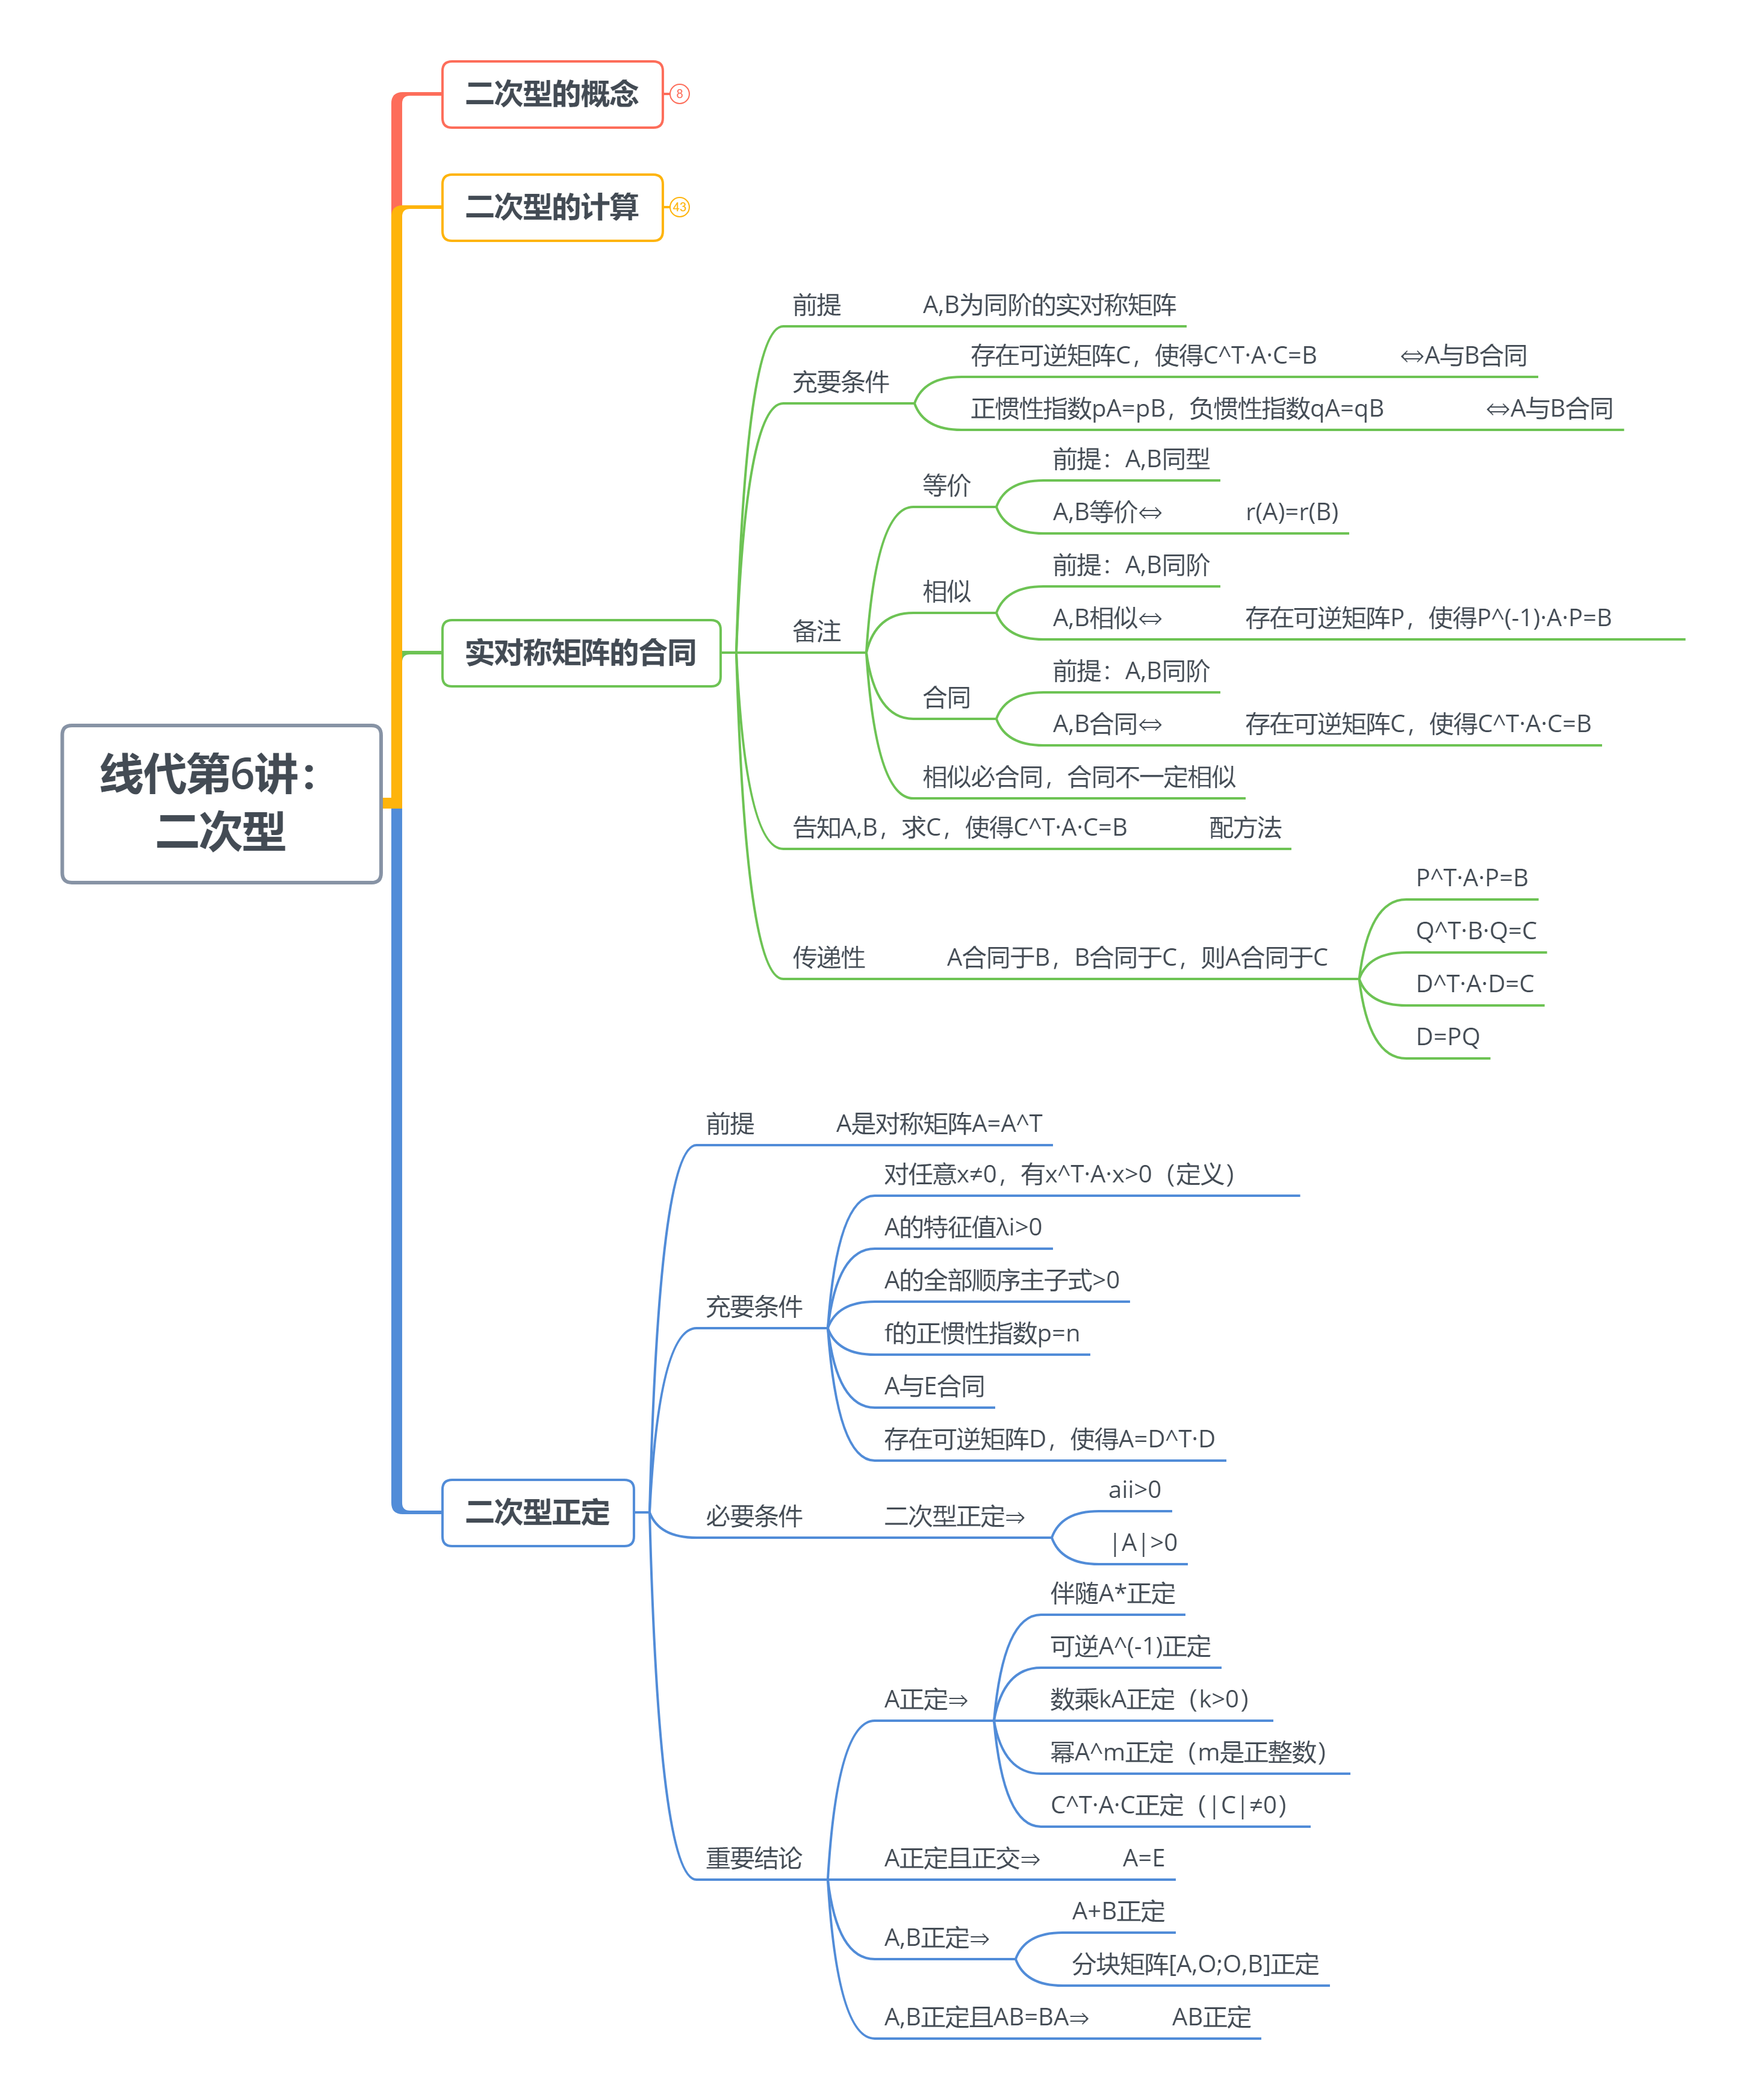 二次型的概念
8
二次型的计算
43
前提
A,B为同阶的实对称矩阵
存在可逆矩阵C，使得C^T·A·C=B
⇔A与B合同
充要条件
正惯性指数pA=pB，负惯性指数qA=qB
⇔A与B合同
前提：A,B同型
等价
A,B等价⇔
r(A)=r(B)
前提：A,B同阶
相似
A,B相似⇔
存在可逆矩阵P，使得P^(-1)·A·P=B
备注
实对称矩阵的合同
前提：A,B同阶
合同
A,B合同⇔
存在可逆矩阵C，使得C^T·A·C=B
相似必合同，合同不一定相似
线代第6讲：
二次型
告知A,B，求C，使得C^T·A·C=B
配方法
P^T·A·P=B
Q^T·B·Q=C
传递性
A合同于B，B合同于C，则A合同于C
D^T·A·D=C
D=PQ
前提
A是对称矩阵A=A^T
对任意x≠0，有x^T·A·x>0（定义）
A的特征值λi>0
A的全部顺序主子式>0
充要条件
f的正惯性指数p=n
A与E合同
存在可逆矩阵D，使得A=D^T·D
二次型正定
aii>0
必要条件
二次型正定⇒
|A|>0
伴随A*正定
可逆A^(-1)正定
A正定⇒
数乘kA正定（k>0）
幂A^m正定（m是正整数）
C^T·A·C正定（|C|≠0）
重要结论
A正定且正交⇒
A=E
A+B正定
A,B正定⇒
分块矩阵[A,O;O,B]正定
A,B正定且AB=BA⇒
AB正定